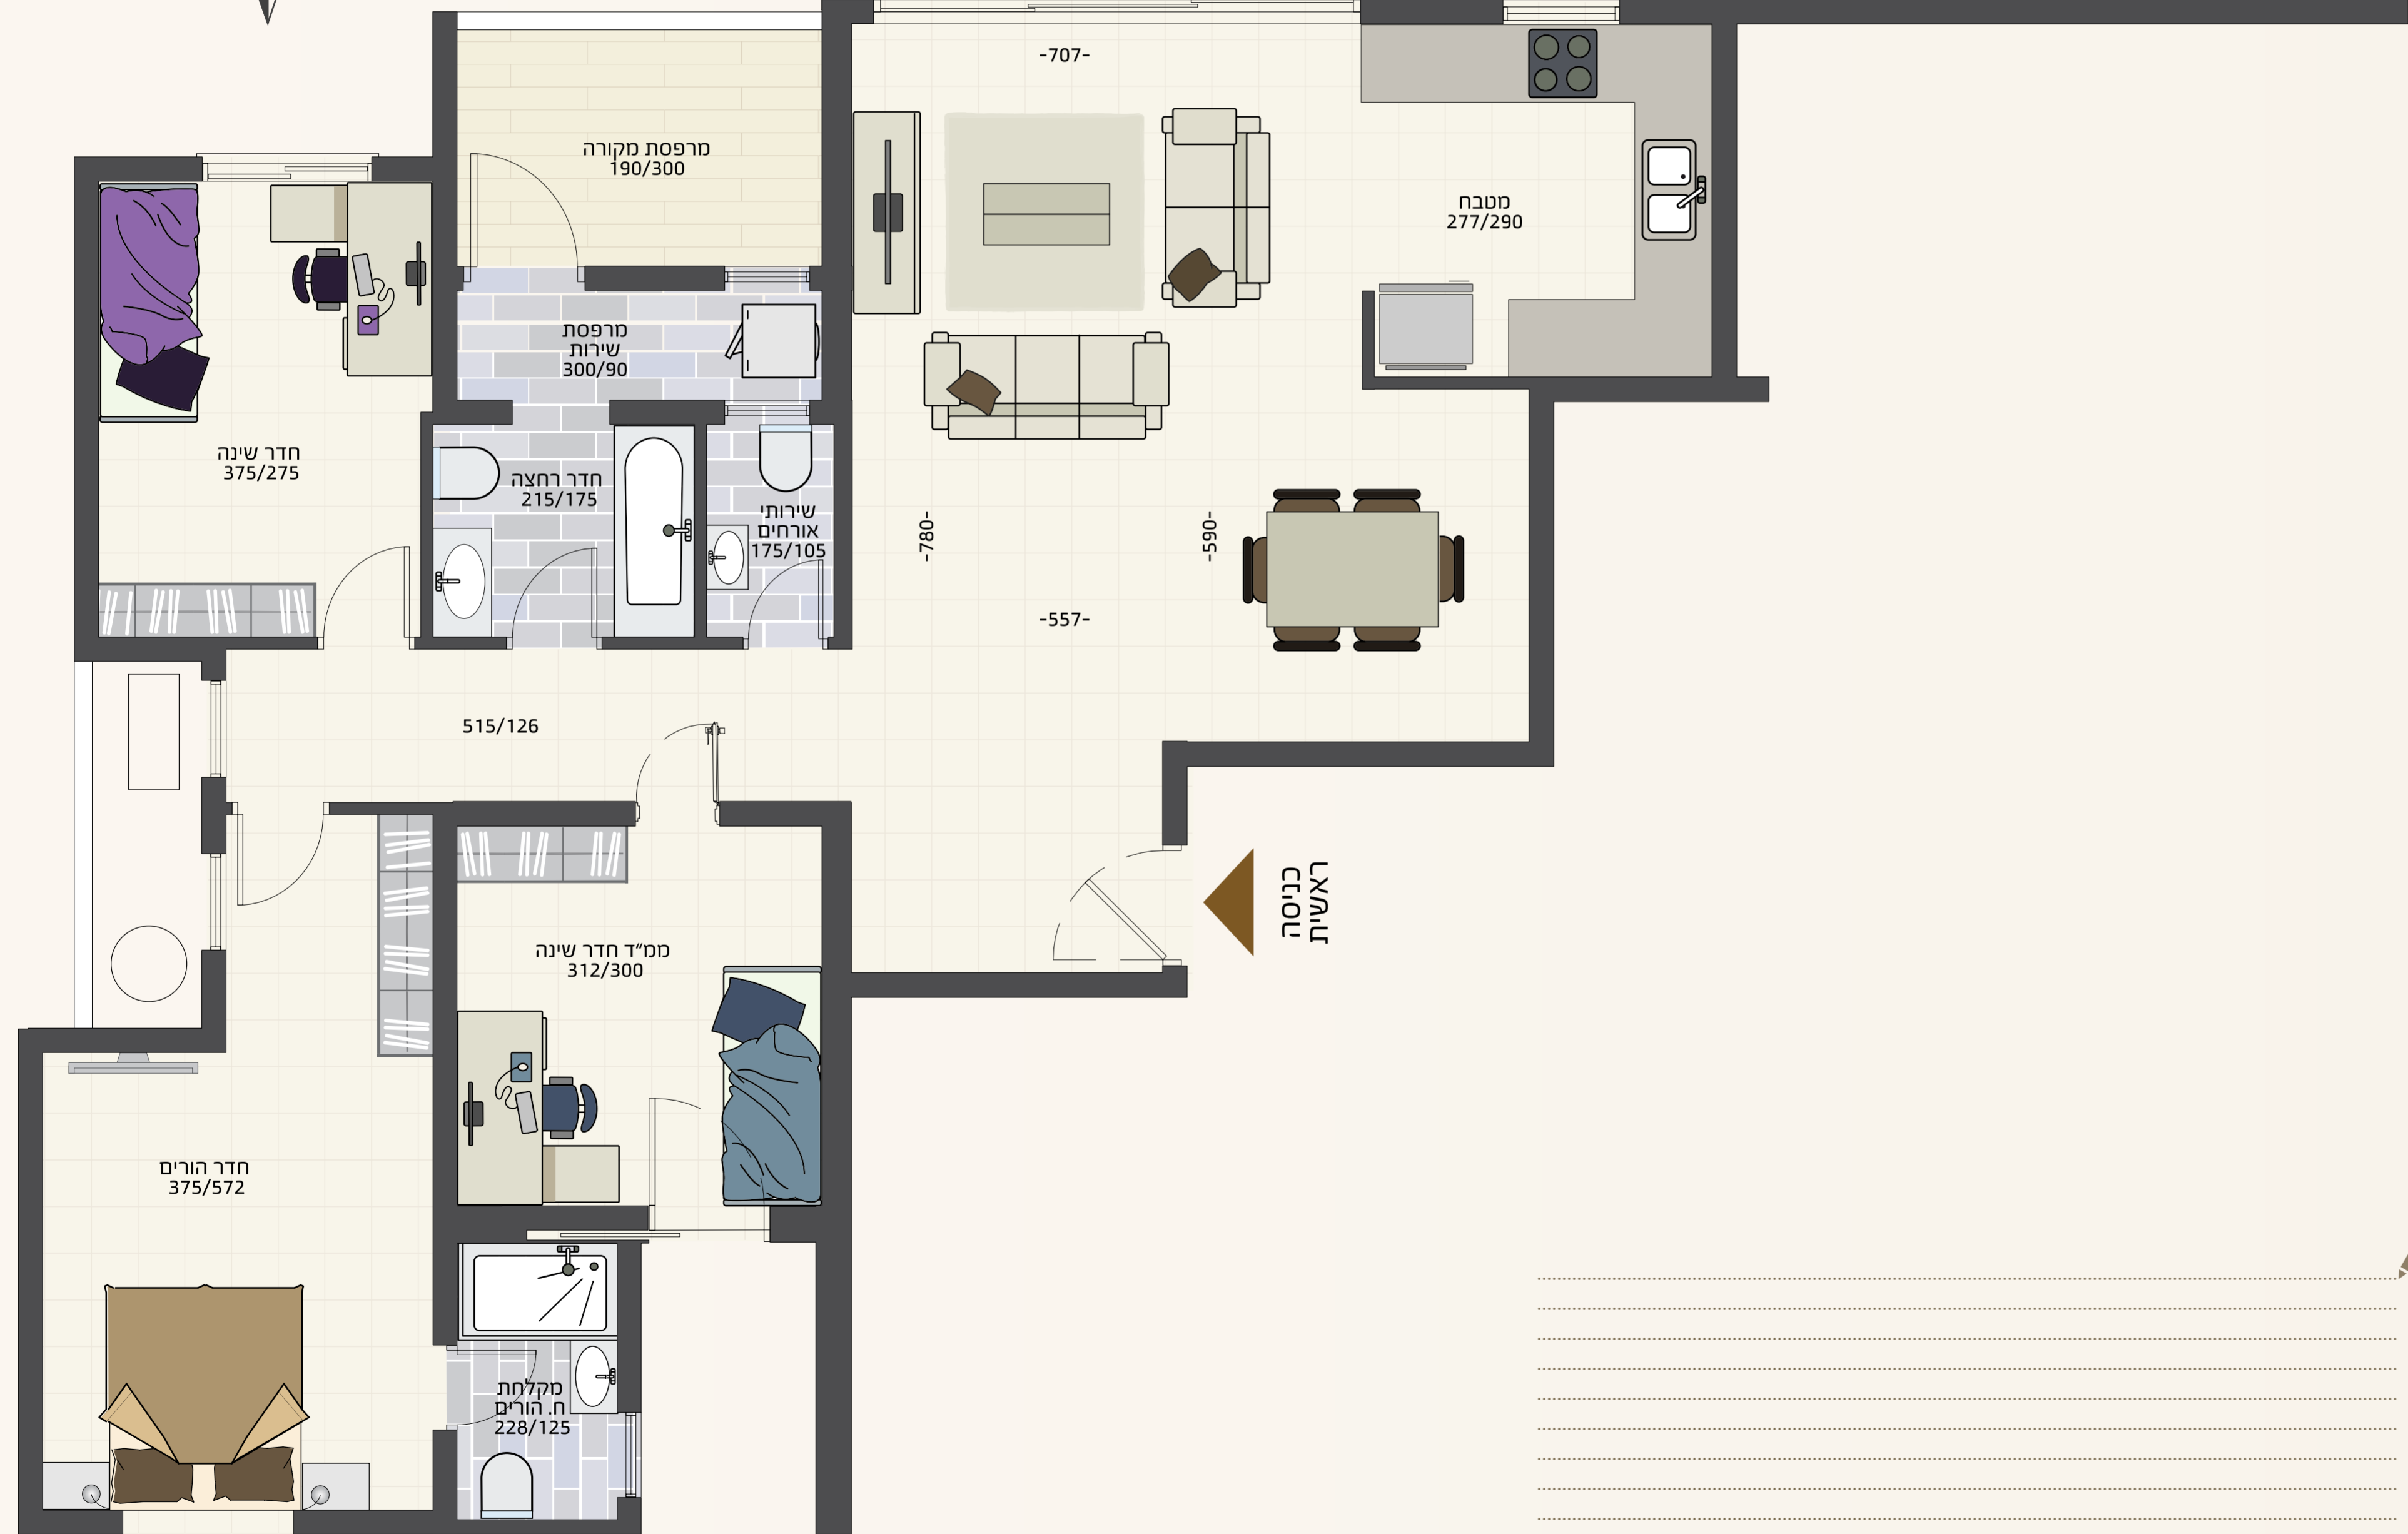 -707-
מרפסת מקורה
190/300
מטבח
277/290
מרפסת
שירות
300/90
חדר שינה
375/275
חדר רחצה
215/175
שירותי
אורחים
175/105
-780-
-590-
-557-
515/126
כניסה
ראשית
ממ״ד חדר שינה
312/300
חדר הורים
375/572
מקלחת
ח. הורים
228/125